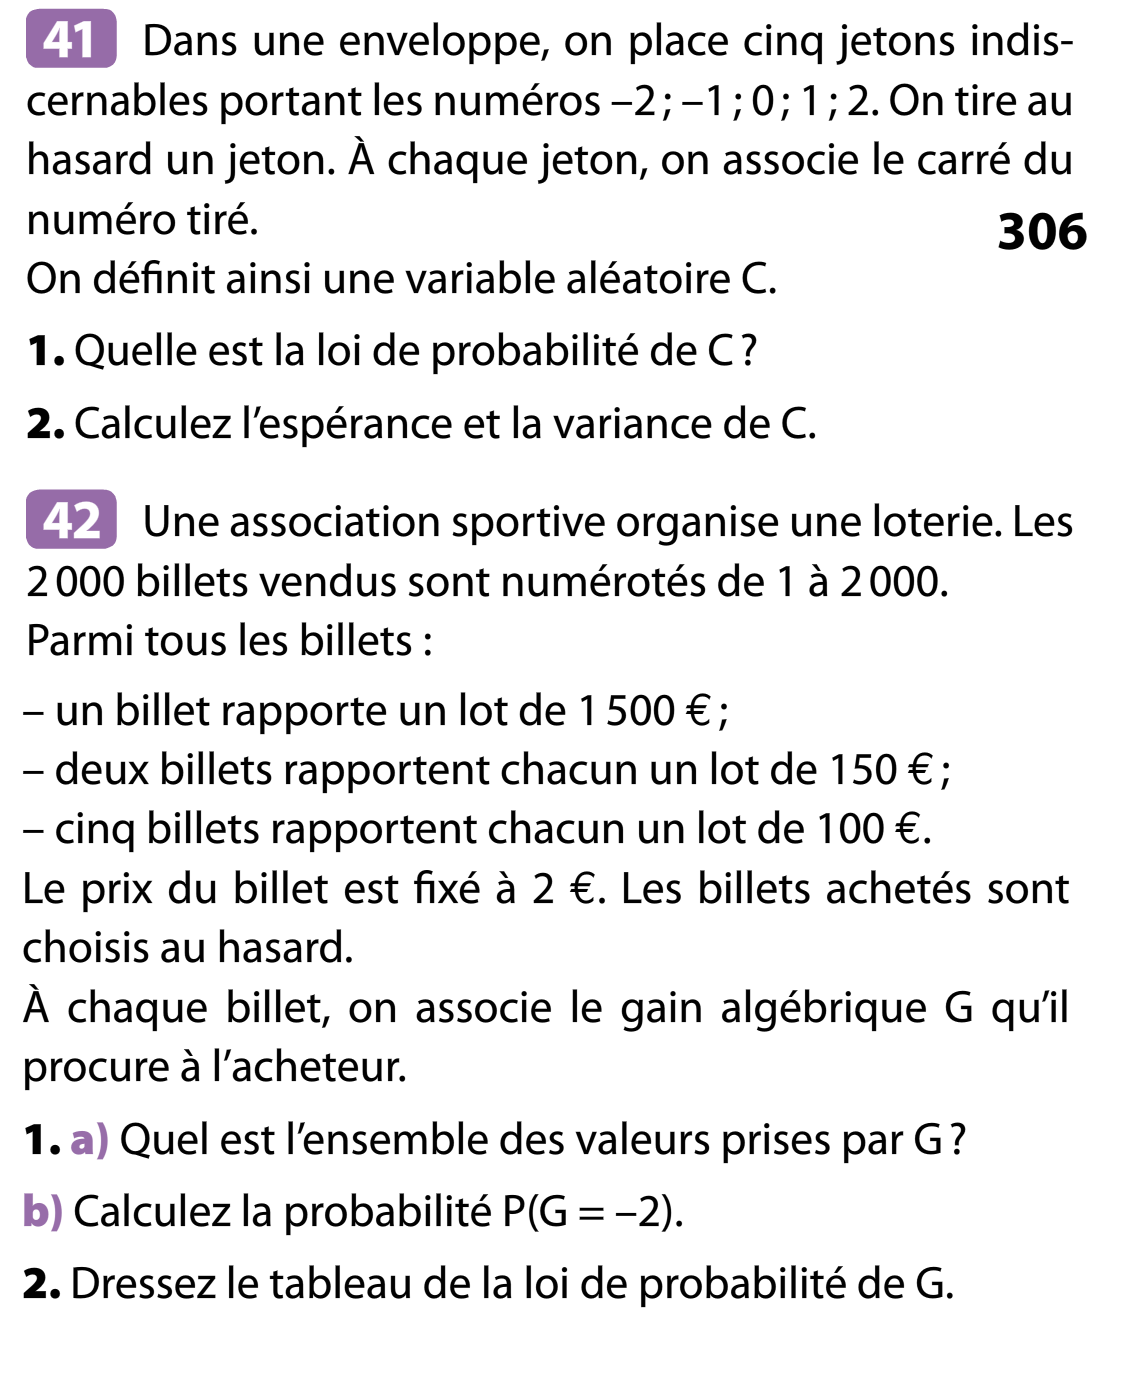 41 Dans une enveloppe, on place cinq jetons indis-
cernables portant les numéros –2 ; –1 ; 0 ; 1 ; 2. On tire au
hasard un jeton. À chaque jeton, on associe le carré du
numéro tiré.
306
On définit ainsi une variable aléatoire C.
1. Quelle est la loi de probabilité de C ?
2. Calculez l’espérance et la variance de C.
42 Une association sportive organise une loterie. Les
2 000 billets vendus sont numérotés de 1 à 2 000.
Parmi tous les billets :
– un billet rapporte un lot de 1 500 € ;
– deux billets rapportent chacun un lot de 150 € ;
– cinq billets rapportent chacun un lot de 100 €.
Le prix du billet est fixé à 2 €. Les billets achetés sont
choisis au hasard.
À chaque billet, on associe le gain algébrique G qu’il
procure à l’acheteur.
1. a) Quel est l’ensemble des valeurs prises par G ?
b) Calculez la probabilité P(G = –2).
2. Dressez le tableau de la loi de probabilité de G.